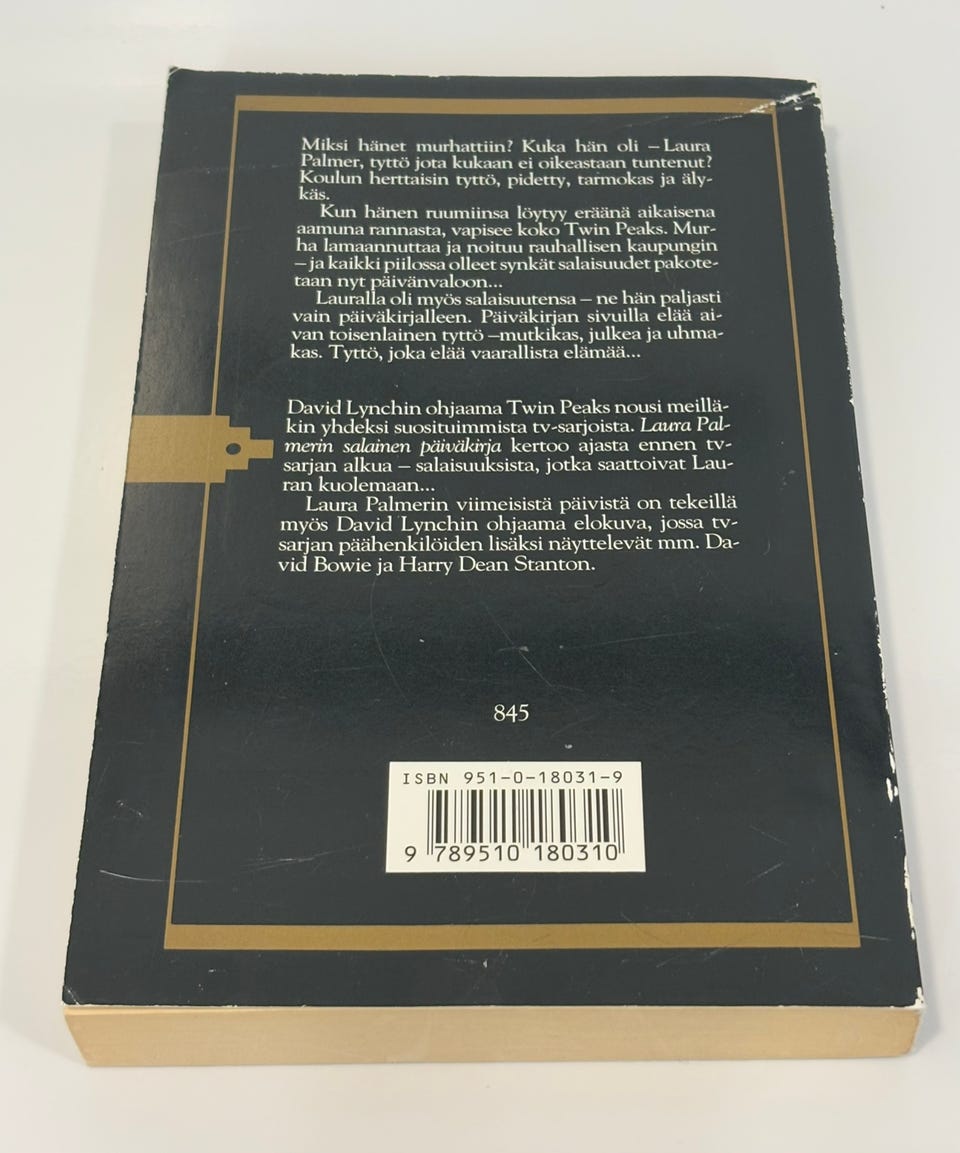 Miksi hänet murhattiin? Kuka hän oli – Laura
Palmer, tyttö jota kukaan ei oikeastaan tuntenut?
Koulun herttaisin tyttö, pidetty, tarmokas ja äly-
käs.
Kun hänen ruumiinsa löytyy eräänä aikaisena
aamuna rannasta, vapisee koko Twin Peaks. Mur-
ha lamaannuttaa ja noituu rauhallisen kaupungin
– ja kaikki piilossa olleet synkät salaisuudet pakote-
taan nyt päivänvaloon...
Lauralla oli myös salaisuutensa – ne hän paljasti
vain päiväkirjalleen. Päiväkirjan sivuilla elää ai-
van toisenlainen tyttö –mutkikas, julkea ja uhma-
kas. Tyttö, joka elää vaarallista elämää...
David Lynchin ohjaama Twin Peaks nousi meillä-
kin yhdeksi suosituimmista tv-sarjoista. Laura Pal-
merin salainen päiväkirja kertoo ajasta ennen tv-
sarjan alkua – salaisuuksista, jotka saattoivat Lau-
ran kuolemaan...
Laura Palmerin viimeisistä päivistä on tekeillä
myös David Lynchin ohjaama elokuva, jossa tv-
sarjan päähenkilöiden lisäksi näyttelevät mm. Da-
vid Bowie ja Harry Dean Stanton.
845
ISBN 951-0-18031-9
9 789510 180310